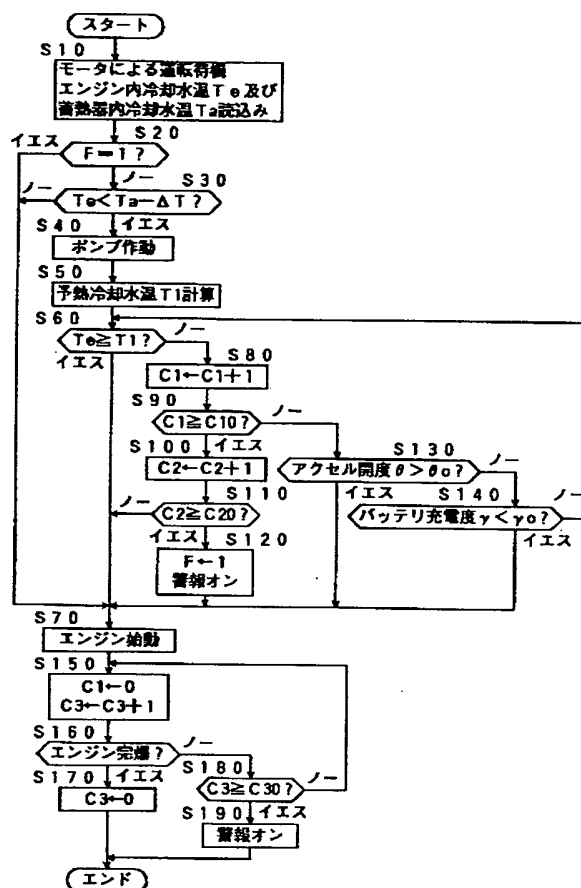 スタート
S10
モータによる運転待機
エンジン内冷却水温Te及び
蓄熱器内冷却水温Ta読込み
S20
イエス
F=1?
ノー
S30
ノー
Te<Ta-ΔT?
S40
イエス
ポンプ作動
S50
予熱冷却水温T1計算
S60
Te≧T1?
ノー
イエス
S80
C1←C1+1
S90
C1≧C10?
ノー
S100
イエス
S130
C2←C2+1
アクセル開度θ>θo?
ノー
S110
イエス
S140
ノー
C2≧C20?
バッテリ充電度γ<γo?
ノー
イエス
S120
イエス
F←1
警報オン
S70
エンジン始動
S150
C1←0
C3←C3+1
S160
エンジン完爆?
ノー
S170
イエス
S180
ノー
C3←0
C3≧C30?
S190
イエス
警報オン
エンド